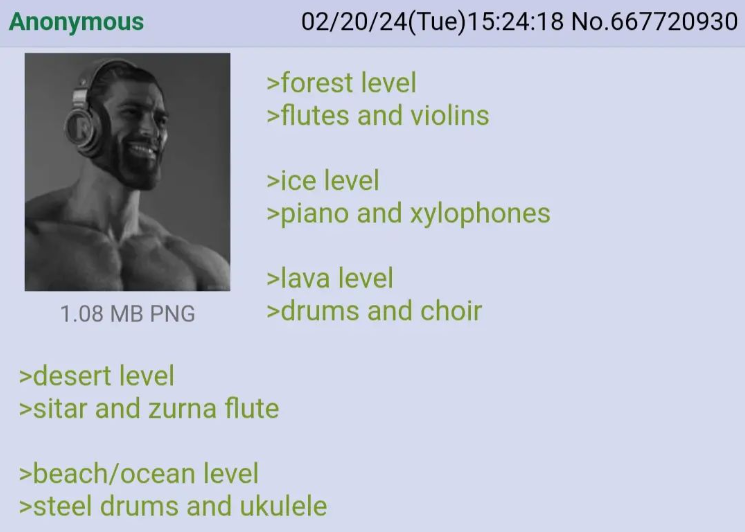 Anonymous 02/20/24(Tue)15:24:18 No.667720930
>forest level
>flutes and violins
>ice level
>piano and xylophones
>lava level
>drums and choir
1.08 MB PNG
>desert level
>sitar and zurna flute
>beach/ocean level
>steel drums and ukulele